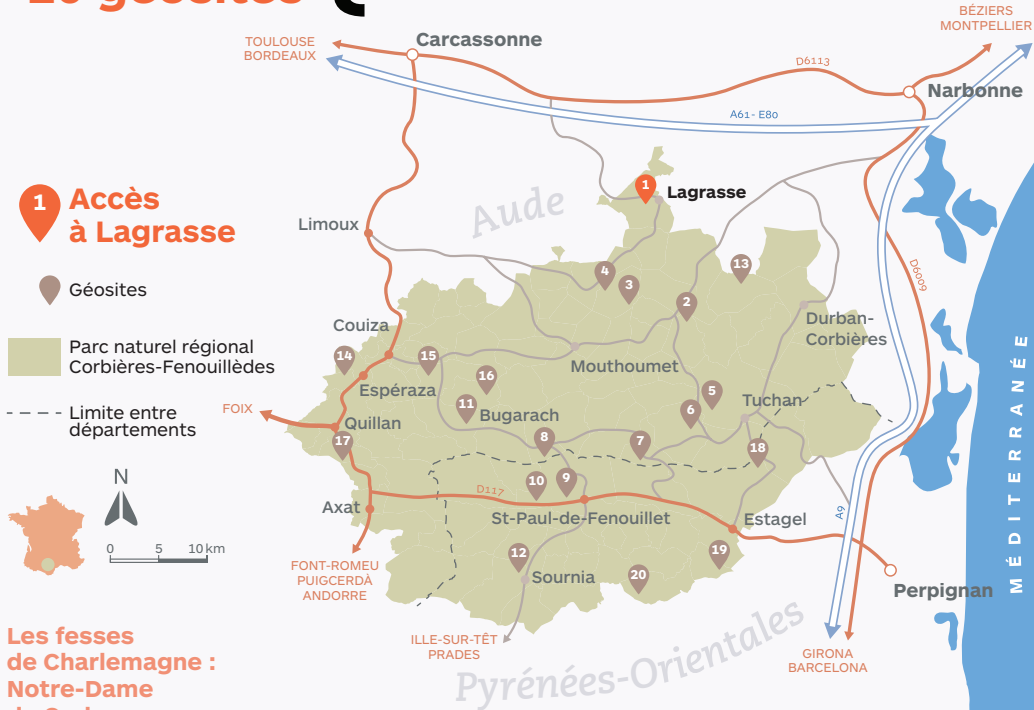 20 géosites
1
Accès
à Lagrasse
Géosites
Parc naturel régional
Corbières-Fenouillèdes
Limite entre
départements
N
0 5 10 km
Les fesses
de Charlemagne :
Notre-Dame
TOULOUSE
BORDEAUX
Carcassonne
BÉZIERS
MONTPELLIER
D6113
Narbonne
A61- E80
Aude
1
Lagrasse
Limoux
4
3
13
2
D6009
Durban-
Corbières
Couiza
14
15
Mouthoumet
Espéraza
16
5
11
Bugarach
6
Tuchan
FOIX
Quillan
17
8
7
18
10
9
D117
Axat
St-Paul-de-Fenouillet
Estagel
A9
12
Sournia
19
20
FONT-ROMEU
PUIGCERDÀ
ANDORRE
Perpignan
ILLE-SUR-TÊT
PRADES
Pyrénées-Orientales
GIRONA
BARCELONA
MÉDITERRANÉE